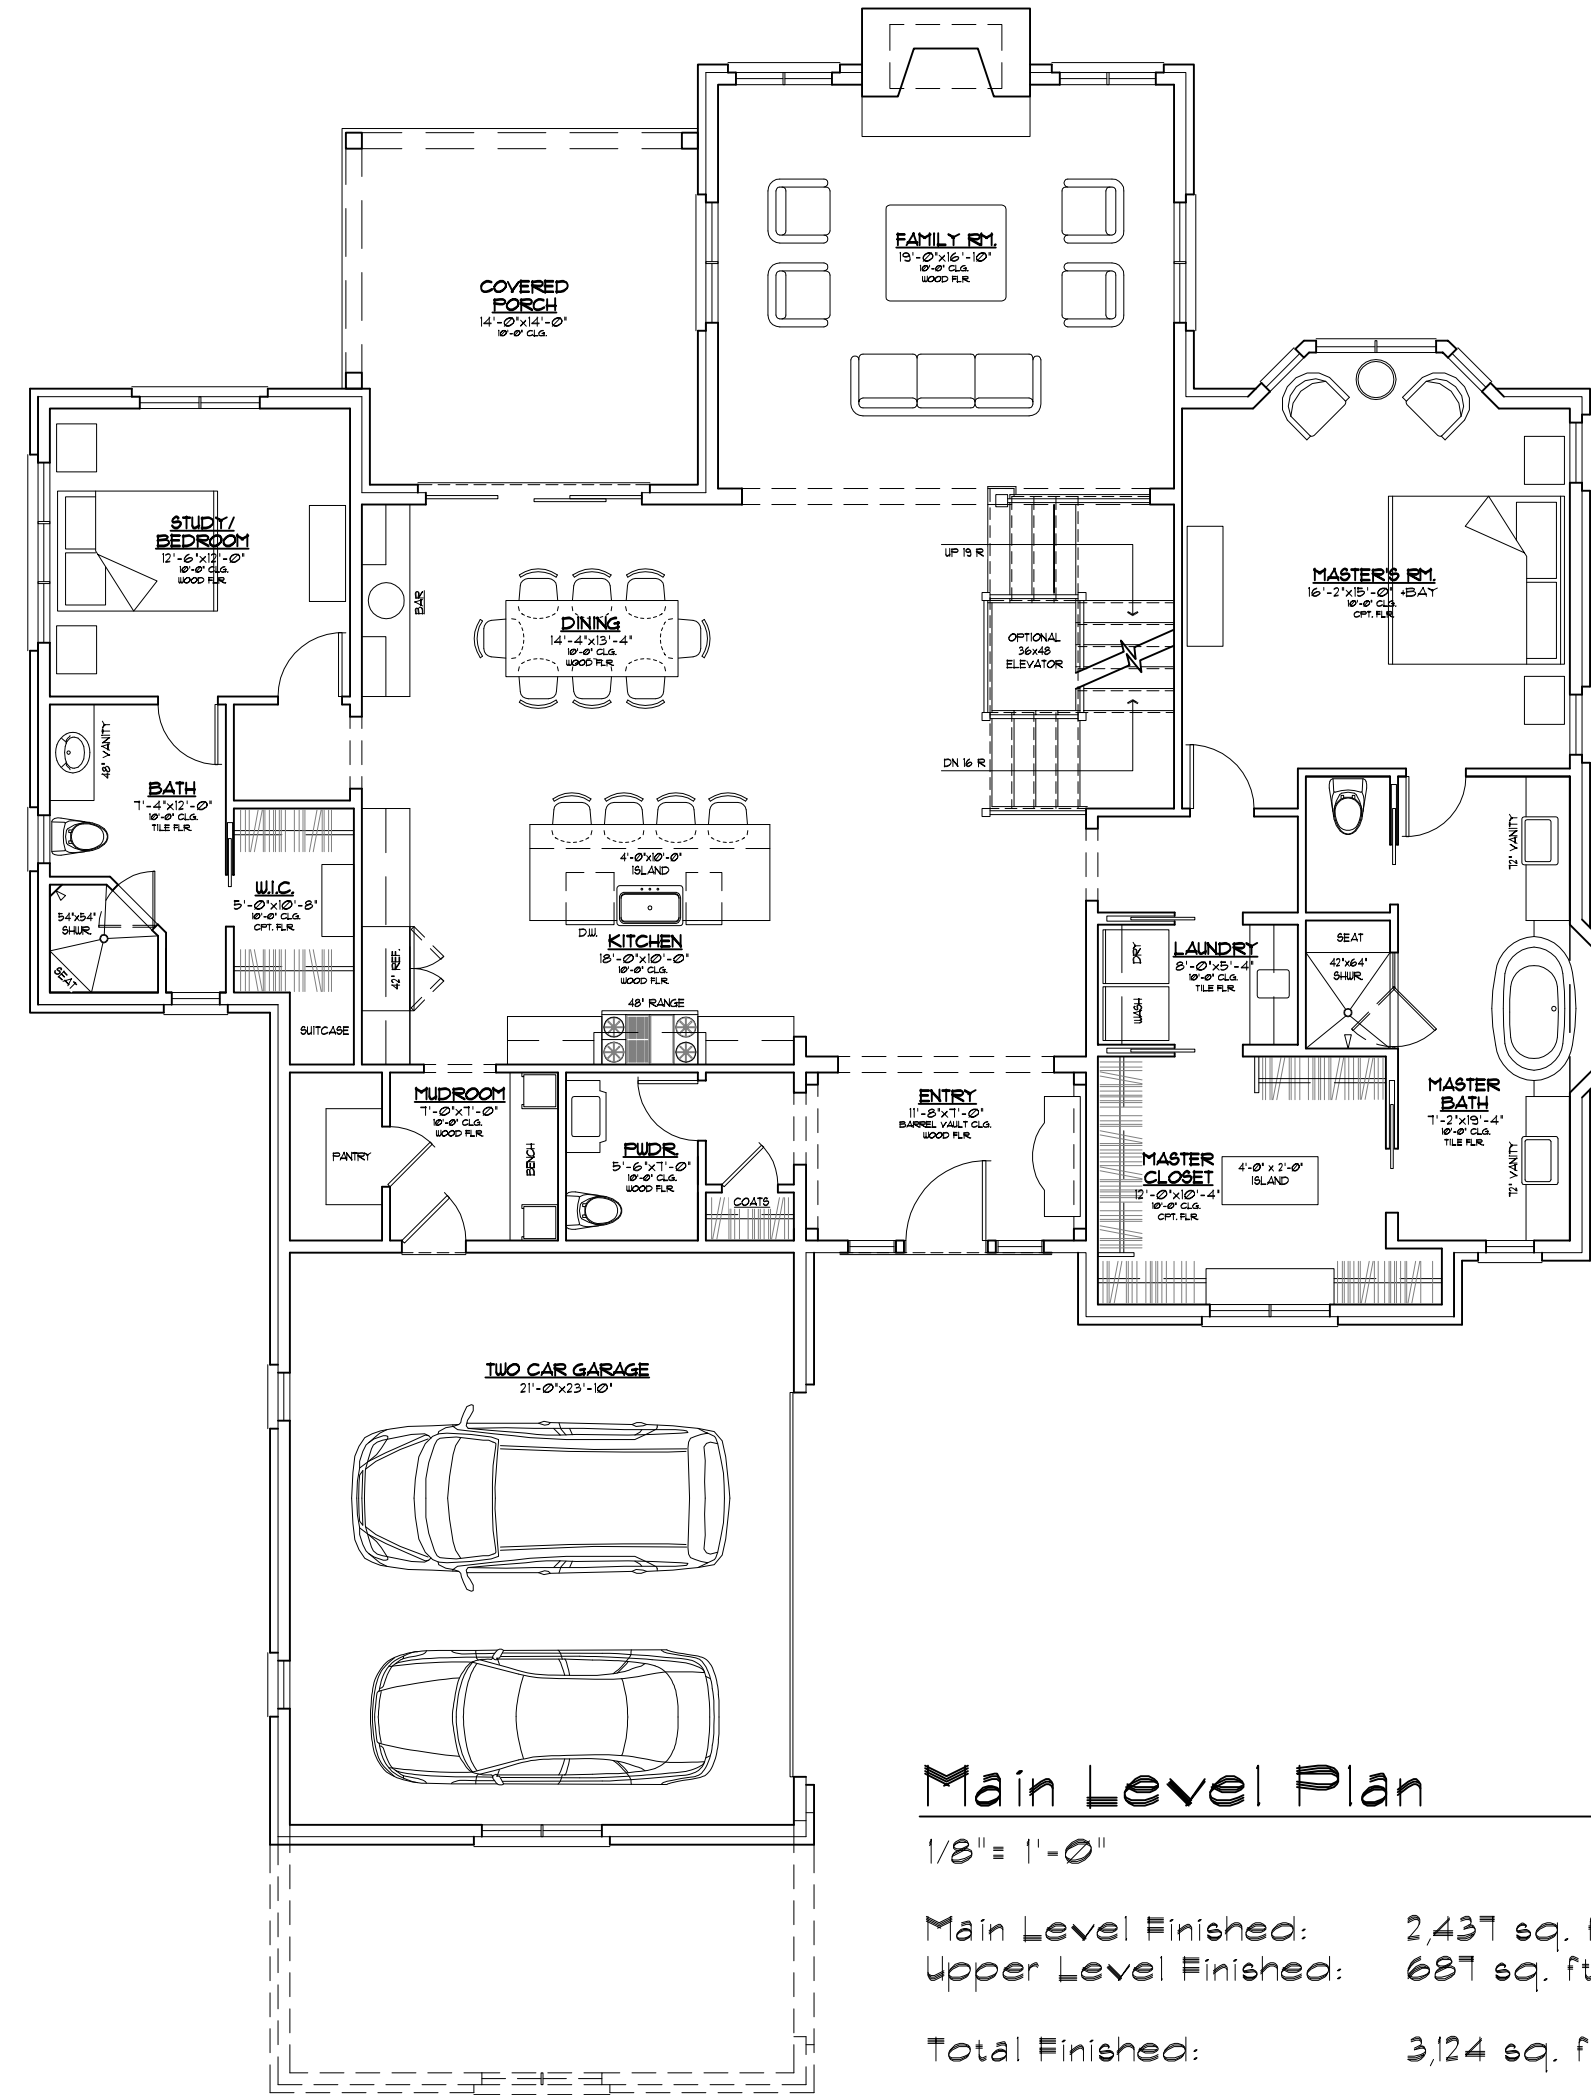 FAMILY RM.
19'-0"x16'-10"
10'-0" CLG.
WOOD FLR.
COVERED
PORCH
14'-0"x14'-0"
10'-0" CLG.
STUDY/
BEDROOM
12'-6"x12'-0"
10'-0" CLG.
WOOD FLR.
BAR
DINING
14'-4"x13'-4"
10'-0" CLG.
WOOD FLR.
UP 19 R
OPTIONAL
36x48
ELEVATOR
DN 16 R
MASTER'S RM.
16'-2"x15'-0" +BAY
10'-0" CLG.
CPT. FLR.
48" VANITY
BATH
7'-4"x12'-0"
10'-0" CLG.
TILE FLR.
54"x54"
SHWR.
SEAT
W.I.C.
5'-0"x10'-8"
10'-0" CLG.
CPT. FLR.
SUITCASE
42" REF.
4'-0"x10'-0"
ISLAND
D.W.
KITCHEN
18'-0"x10'-0"
10'-0" CLG.
WOOD FLR.
48" RANGE
DRY
WASH
LAUNDRY
8'-0"x5'-4"
10'-0" CLG.
TILE FLR.
SEAT
42"x64"
SHWR.
72" VANITY
MASTER
BATH
7'-2"x19'-4"
10'-0" CLG.
TILE FLR.
72" VANITY
PANTRY
MUDROOM
7'-0"x7'-0"
10'-0" CLG.
WOOD FLR.
BENCH
PWDR.
5'-6"x7'-0"
10'-0" CLG.
WOOD FLR.
COATS
ENTRY
11'-8"x7'-0"
BARREL VAULT CLG.
WOOD FLR.
MASTER
CLOSET
12'-0"x10'-4"
10'-0" CLG.
CPT. FLR.
4'-0" x 2'-0"
ISLAND
TWO CAR GARAGE
21'-0"x23'-10"
Main Level Plan
1/8"= 1'-0"
Main Level Finished: 2,437 sq. f
Upper Level Finished: 687 sq. ft
Total Finished: 3,124 sq. f